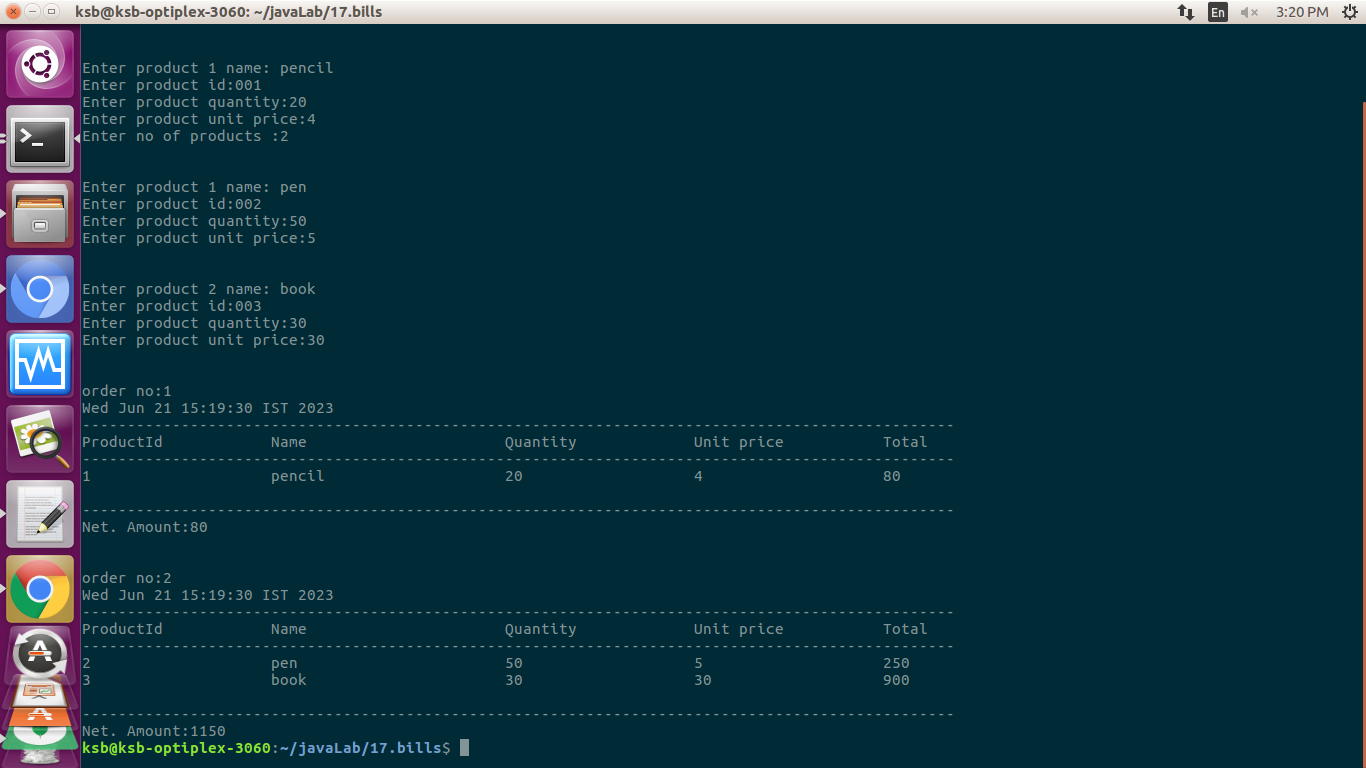 ksb@ksb-optiplex-3060: ~/javaLab/17.bills
En
3:20 PM
Enter product 1 name: pencil
Enter product id:001
Enter product quantity:20
Enter product unit price:4
Enter no of products :2
Enter product 1 name: pen
Enter product id:002
Enter product quantity:50
Enter product unit price:5
Enter product 2 name: book
Enter product id:003
Enter product quantity:30
Enter product unit price:30
order no:1
Wed Jun 21 15:19:30 IST 2023
-------------------------------------------------------------------------------------------------
ProductId Name Quantity Unit price Total
-------------------------------------------------------------------------------------------------
1 pencil 20 4 80
-------------------------------------------------------------------------------------------------
Net. Amount:80
order no:2
Wed Jun 21 15:19:30 IST 2023
-------------------------------------------------------------------------------------------------
ProductId Name Quantity Unit price Total
-------------------------------------------------------------------------------------------------
2 pen 50 5 250
3 book 30 30 900
-------------------------------------------------------------------------------------------------
Net. Amount:1150
ksb@ksb-optiplex-3060:~/javaLab/17.bills$